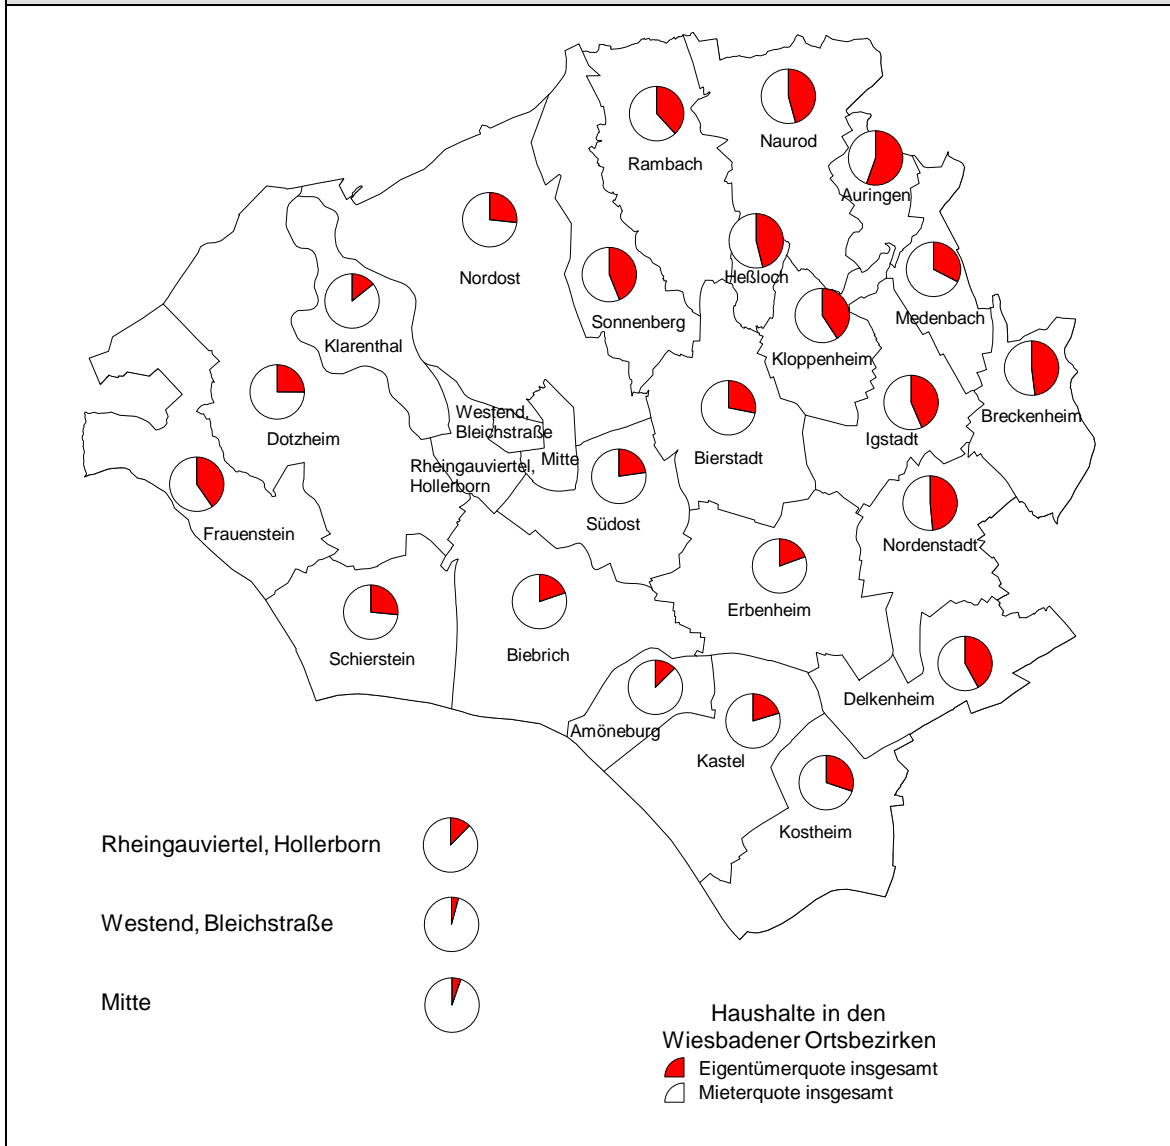 Naurod
Rambach
Auringen
Nordost
Heßloch
Sonnenberg
Medenbach
Klarenthal
Kloppenheim
Westend,
Bleichstraße
Breckenheim
Dotzheim
Mitte
Bierstadt
Igstadt
Rheingauviertel,
Hollerborn
Südost
Frauenstein
Nordenstadt
Erbenheim
Schierstein
Biebrich
Delkenheim
Amöneburg
Kastel
Kostheim
Rheingauviertel, Hollerborn
Westend, Bleichstraße
Mitte
Haushalte in den
Wiesbadener Ortsbezirken
Eigentümerquote insgesamt
Mieterquote insgesamt